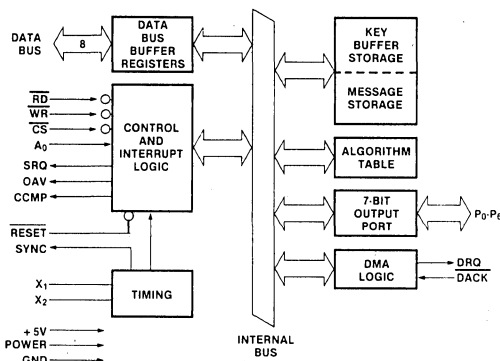 DATA
BUS
8
DATA
BUS
BUFFER
REGISTERS
KEY
BUFFER
STORAGE
MESSAGE
STORAGE
RD
WR
CS
A0
SRQ
OAV
CCMP
RESET
SYNC
CONTROL
AND
INTERRUPT
LOGIC
ALGORITHM
TABLE
7-BIT
OUTPUT
PORT
P0-P6
DMA
LOGIC
DRQ
DACK
X1
X2
TIMING
+ 5V
POWER
GND
INTERNAL
BUS